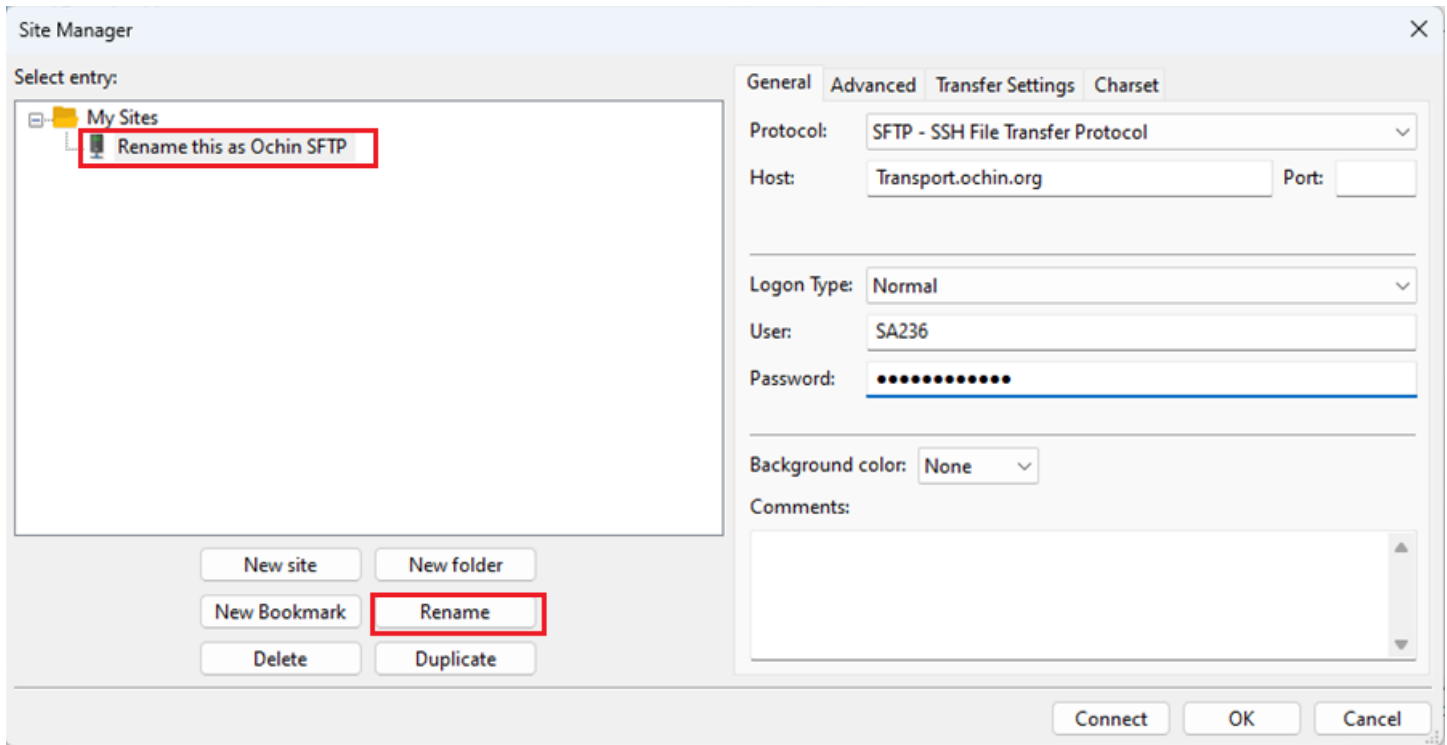 Site Manager
Select entry:
My Sites
Rename this as Ochin SFTP
New site
New folder
New Bookmark
Rename
Delete
Duplicate
General
Advanced
Transfer Settings
Charset
Protocol:
SFTP - SSH File Transfer Protocol
Host:
Transport.ochin.org
Port:
Logon Type:
Normal
User:
SA236
Password:
●●●●●●●●●●●●
Background color:
None
Comments:
Connect
OK
Cancel